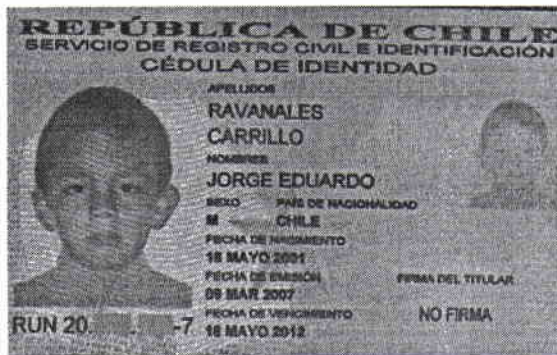 REPÚBLICA DE CHILE
SERVICIO DE REGISTRO CIVIL E IDENTIFICACIÓN
CÉDULA DE IDENTIDAD
APELLIDOS
RAVANALES
CARRILLO
NOMBRES
JORGE EDUARDO
SEXO PAÍS DE NACIONALIDAD
M CHILE
FECHA DE NACIMIENTO
MAYO 2001
FECHA DE EMISIÓN FIRMA DEL TITULAR
09 MAR 2007
FECHA DE VENCIMIENTO NO FIRMA
RUN 20. -7 MAYO 2012